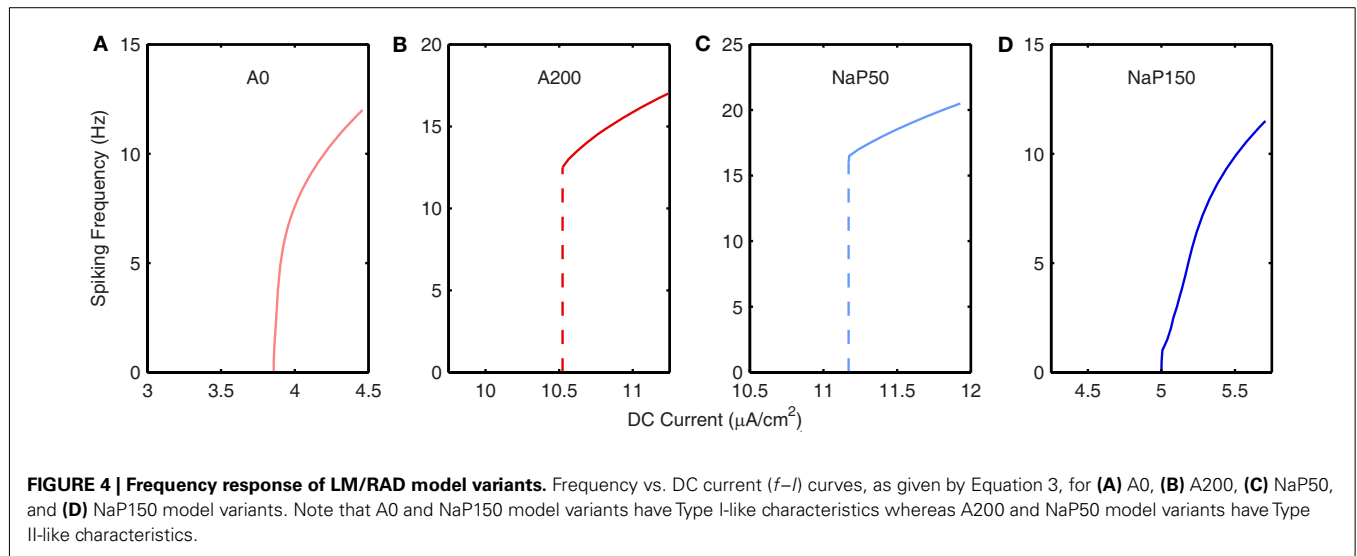 A
B
C
D
A0
A200
NaP50
NaP150
Spiking Frequency (Hz)
15
10
5
0
3
3.5
4
4.5
20
15
10
5
0
10
10.5
11
25
20
15
10
5
0
10.5
11
11.5
12
15
10
5
0
4.5
5
5.5
DC Current (μA/cm²)
FIGURE 4 | Frequency response of LM/RAD model variants. Frequency vs. DC current (f–I) curves, as given by Equation 3, for (A) A0, (B) A200, (C) NaP50,
and (D) NaP150 model variants. Note that A0 and NaP150 model variants have Type I-like characteristics whereas A200 and NaP50 model variants have Type
II-like characteristics.